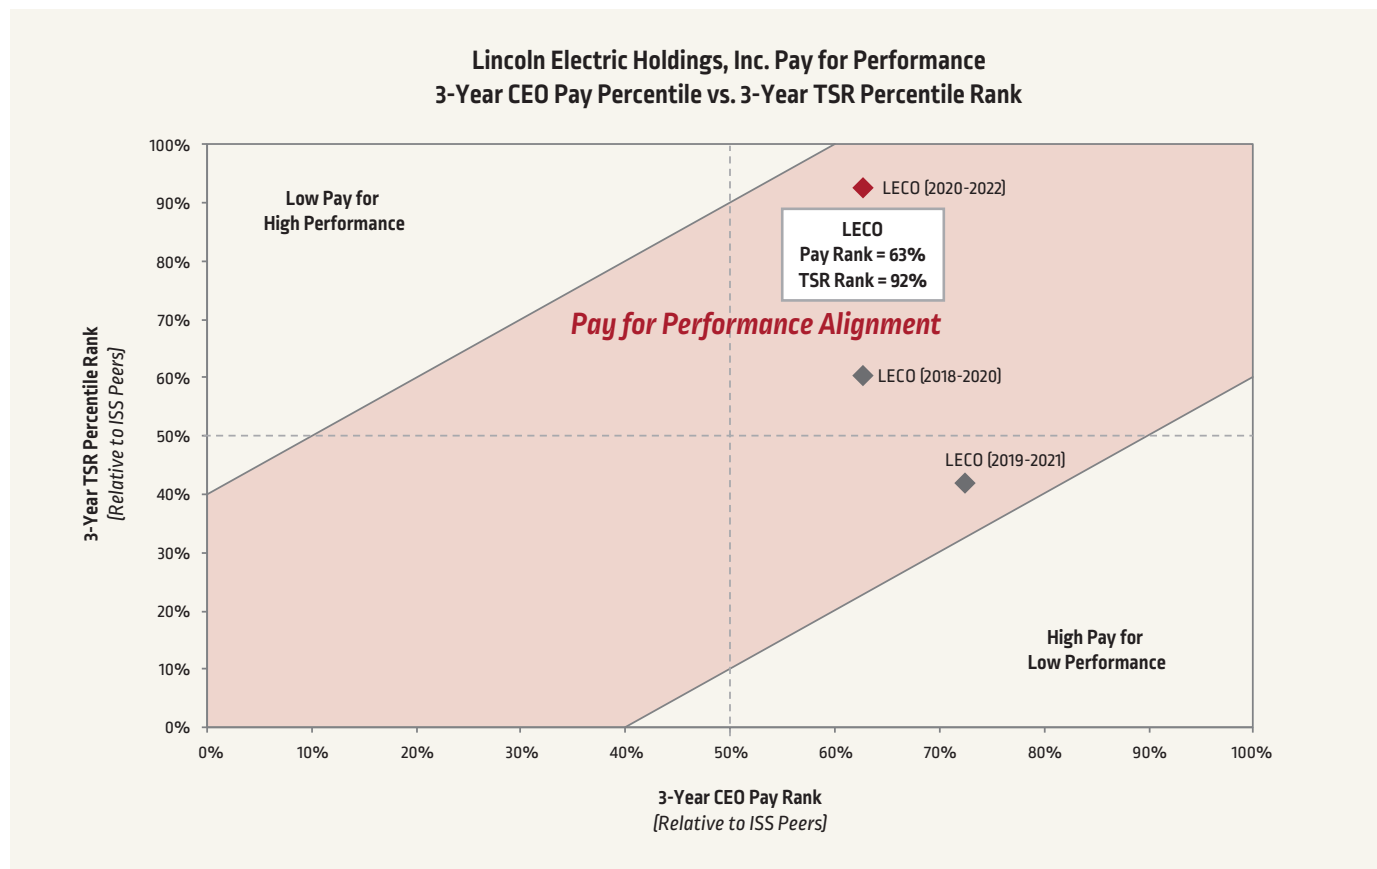 Lincoln Electric Holdings, Inc. Pay for Performance
3-Year CEO Pay Percentile vs. 3-Year TSR Percentile Rank
100%
90%
80%
70%
60%
50%
40%
30%
20%
10%
0%
3-Year TSR Percentile Rank
[Relative to ISS Peers]
Low Pay for
High Performance
LECO [2020-2022]
LECO
Pay Rank = 63%
TSR Rank = 92%
Pay for Performance Alignment
LECO [2018-2020]
LECO [2019-2021]
High Pay for
Low Performance
0% 10% 20% 30% 40% 50% 60% 70% 80% 90% 100%
3-Year CEO Pay Rank
[Relative to ISS Peers]